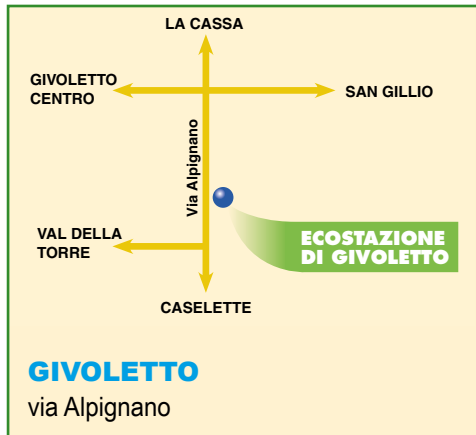 LA CASSA
GIVOLETTO
CENTRO
SAN GILLIO
Via Alpignano
VAL DELLA
TORRE
ECOSTAZIONE
DI GIVOLETTO
CASELETTE
GIVOLETTO
via Alpignano